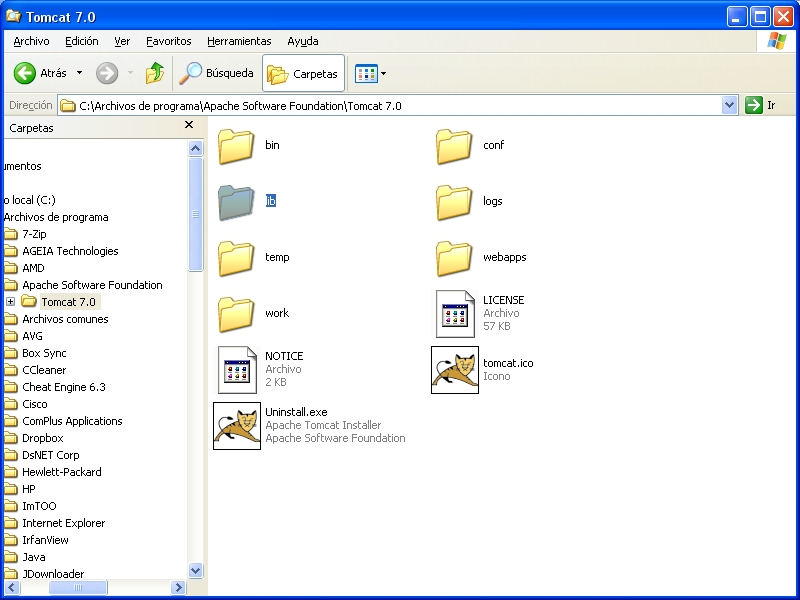 Tomcat 7.0
Archivo Edición Ver Favoritos Herramientas Ayuda
Atrás Búsqueda Carpetas
Dirección C:\Archivos de programa\Apache Software Foundation\Tomcat 7.0 Ir
Carpetas
umentos
o local (C:)
Archivos de programa
7-Zip
AGEIA Technologies
AMD
Apache Software Foundation
Tomcat 7.0
Archivos comunes
AVG
Box Sync
CCleaner
Cheat Engine 6.3
Cisco
ComPlus Applications
Dropbox
DsNET Corp
Hewlett-Packard
HP
ImTOO
Internet Explorer
IrfanView
Java
JDownloader
bin
conf
lib
logs
temp
webapps
work
LICENSE
Archivo
57 KB
NOTICE
Archivo
2 KB
tomcat.ico
Icono
Uninstall.exe
Apache Tomcat Installer
Apache Software Foundation